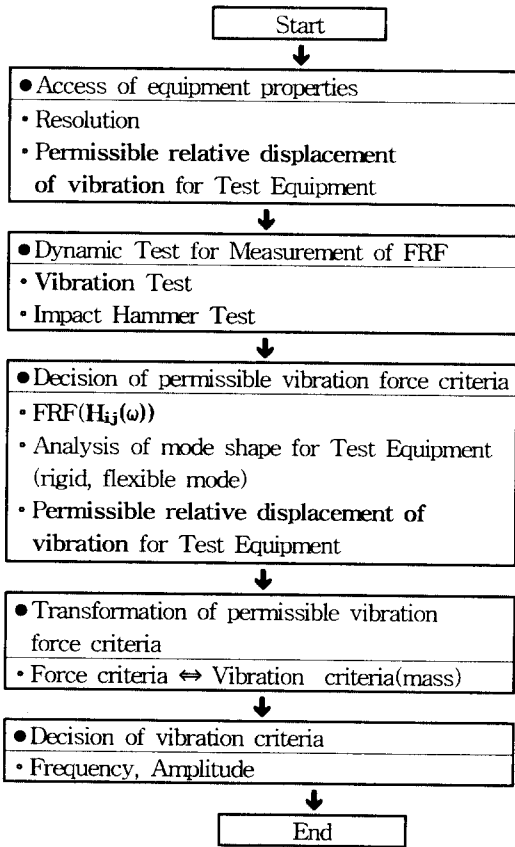 Start
● Access of equipment properties
• Resolution
• Permissible relative displacement
of vibration for Test Equipment
● Dynamic Test for Measurement of FRF
• Vibration Test
• Impact Hammer Test
● Decision of permissible vibration force criteria
• FRF(Hij(ω))
• Analysis of mode shape for Test Equipment
(rigid, flexible mode)
• Permissible relative displacement of
vibration for Test Equipment
● Transformation of permissible vibration
force criteria
• Force criteria ⇔ Vibration criteria(mass)
● Decision of vibration criteria
• Frequency, Amplitude
End